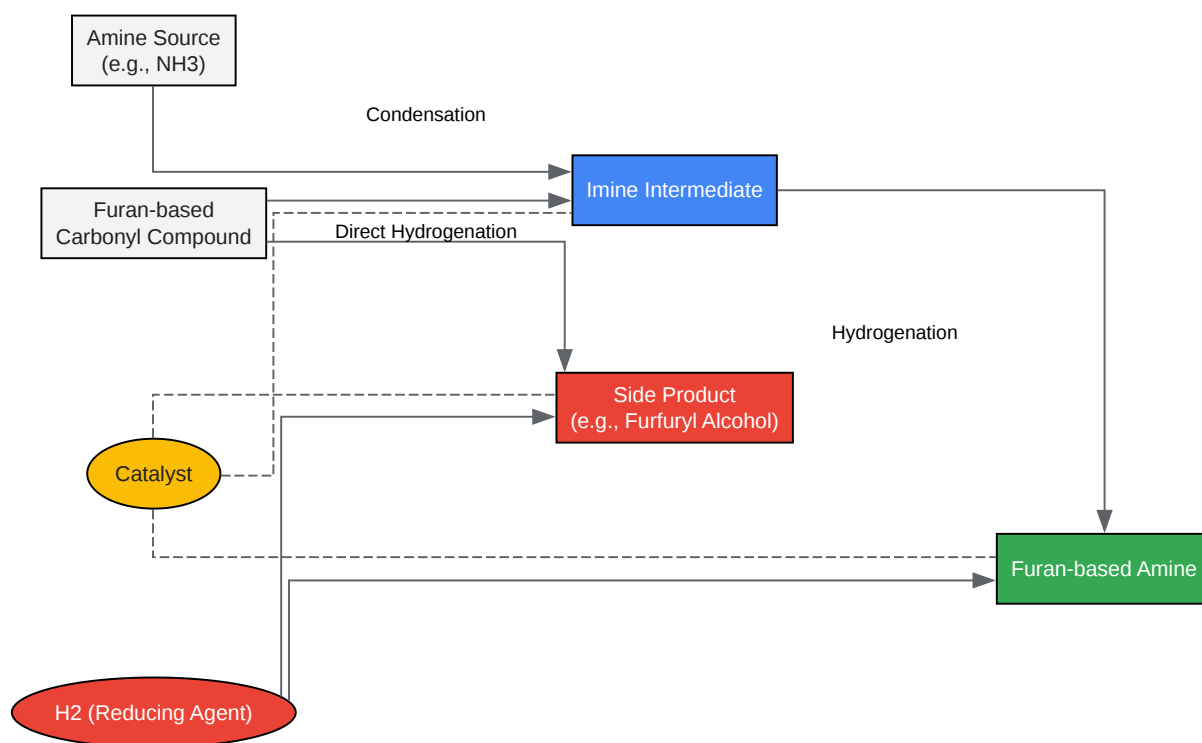 Amine Source
(e.g., NH3)
Condensation
Imine Intermediate
Furan-based
Carbonyl Compound
Direct Hydrogenation
Hydrogenation
Side Product
(e.g., Furfuryl Alcohol)
Catalyst
Furan-based Amine
H2 (Reducing Agent)